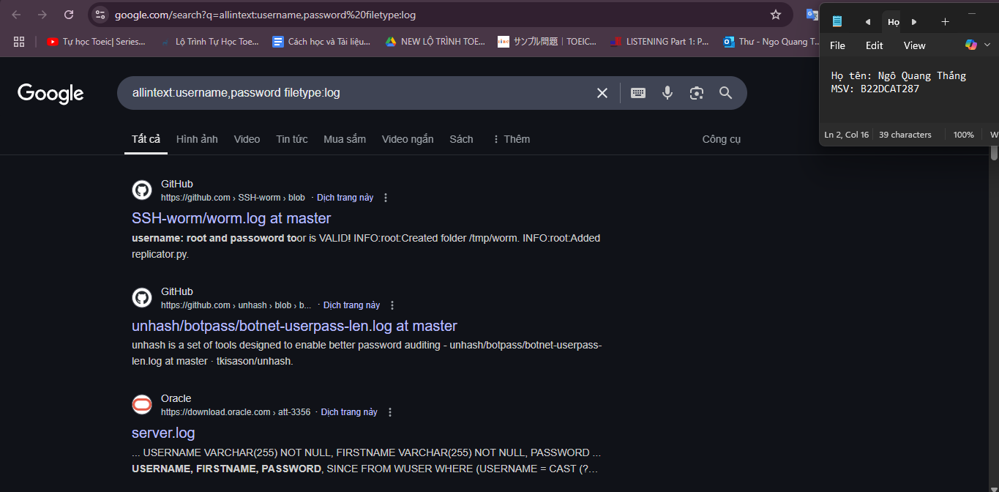 google.com/search?q=allintext:username,password%20filetype:log
Tự học Toeic| Series...
Lộ Trình Tự Học Toe...
Cách học và Tài liệu...
NEW LỘ TRÌNH TOE...
サンプル問題｜TOEIC...
LISTENING Part 1: P...
Thư - Ngo Quang T...
Họ
File Edit View
Họ tên: Ngô Quang Thắng
MSV: B22DCAT287
Ln 2, Col 16 39 characters 100% W
Google
allintext:username,password filetype:log
Tất cả Hình ảnh Video Tin tức Mua sắm Video ngắn Sách Thêm Công cụ
GitHub
https://github.com › SSH-worm › blob · Dịch trang này
SSH-worm/worm.log at master
username: root and passoword toor is VALID! INFO:root:Created folder /tmp/worm. INFO:root:Added
replicator.py.
GitHub
https://github.com › unhash › blob › b... · Dịch trang này
unhash/botpass/botnet-userpass-len.log at master
unhash is a set of tools designed to enable better password auditing - unhash/botpass/botnet-userpass-
len.log at master · tkisason/unhash.
Oracle
https://download.oracle.com › att-3356 · Dịch trang này
server.log
... USERNAME VARCHAR(255) NOT NULL, FIRSTNAME VARCHAR(255) NOT NULL, PASSWORD ...
USERNAME, FIRSTNAME, PASSWORD, SINCE FROM WUSER WHERE (USERNAME = CAST (?...